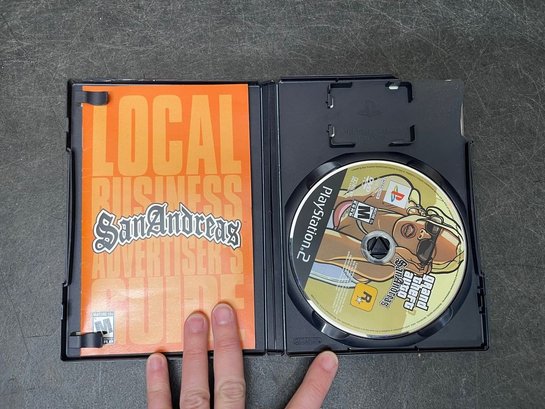 LOCAL
BUSINESS
San Andreas
ADVERTISER'S
GUIDE
M
PlayStation.2
M
grand
theft
auto
San Andreas
R